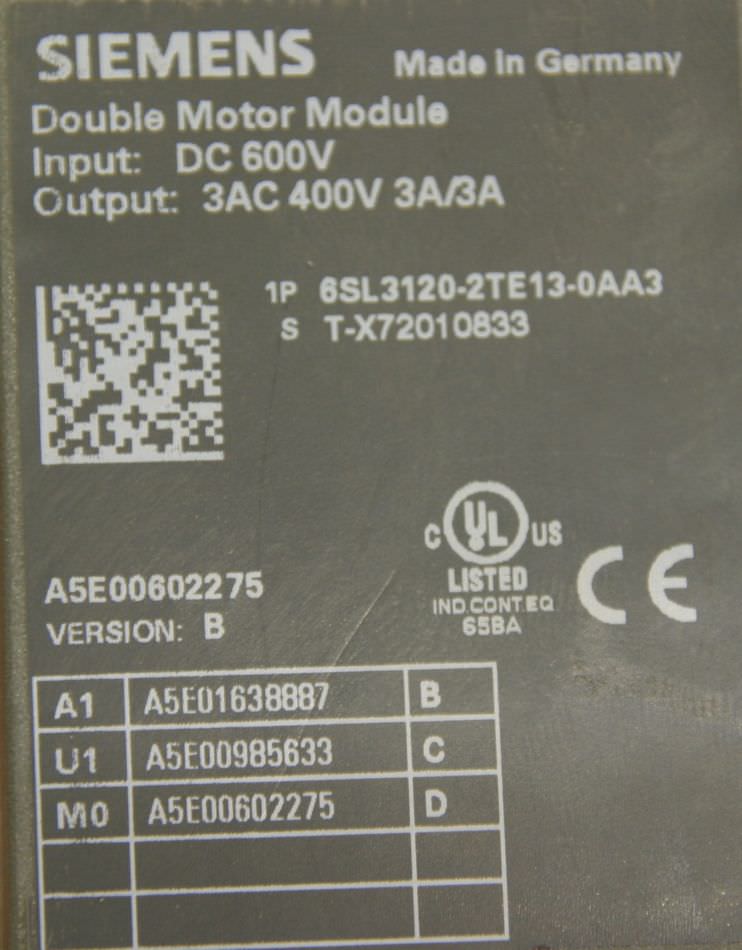 SIEMENS Made in Germany
Double Motor Module
Input: DC 600V
Output: 3AC 400V 3A/3A
1P 6SL3120-2TE13-0AA3
S T-X72010833
C UL US
LISTED
IND.CONT.EQ
65BA
CE
A5E00602275
VERSION: B
A1 A5E01638887 B
U1 A5E00985633 C
M0 A5E00602275 D